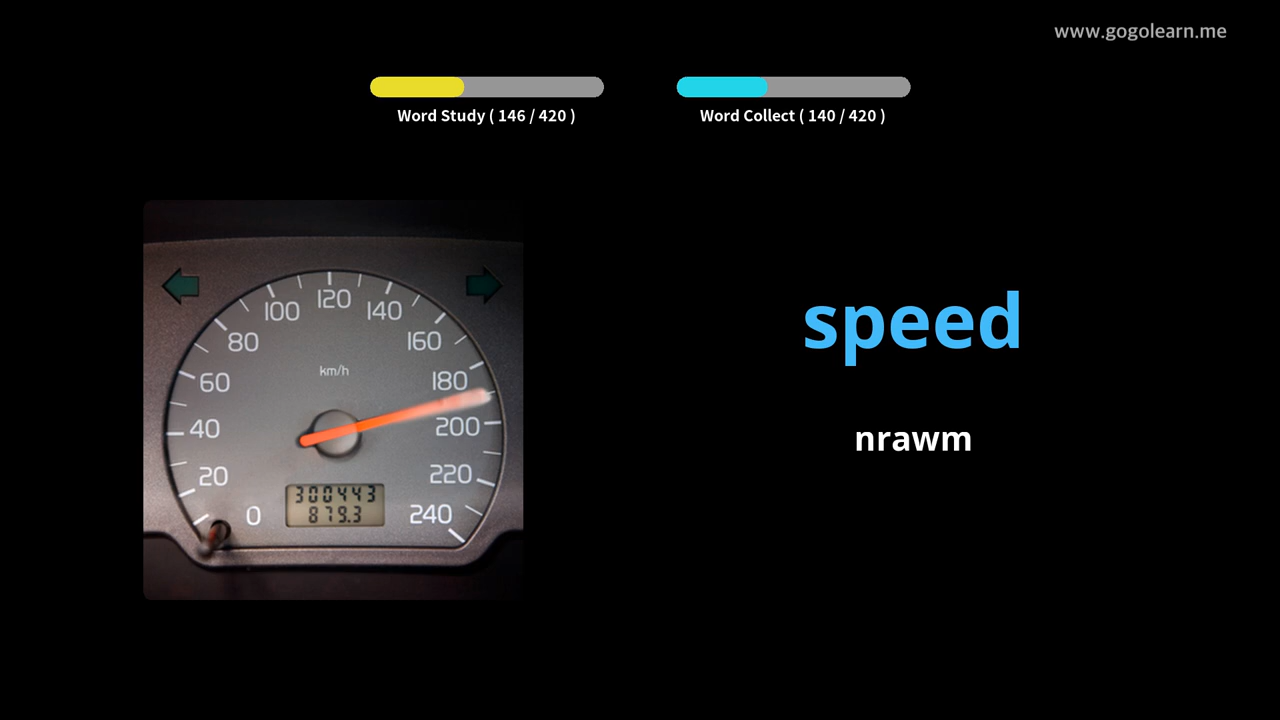 www.gogolearn.me
Word Study ( 146 / 420 )
Word Collect ( 140 / 420 )
speed
nrawm
0
20
40
60
80
100
120
140
160
180
200
220
240
km/h
300443
879.3